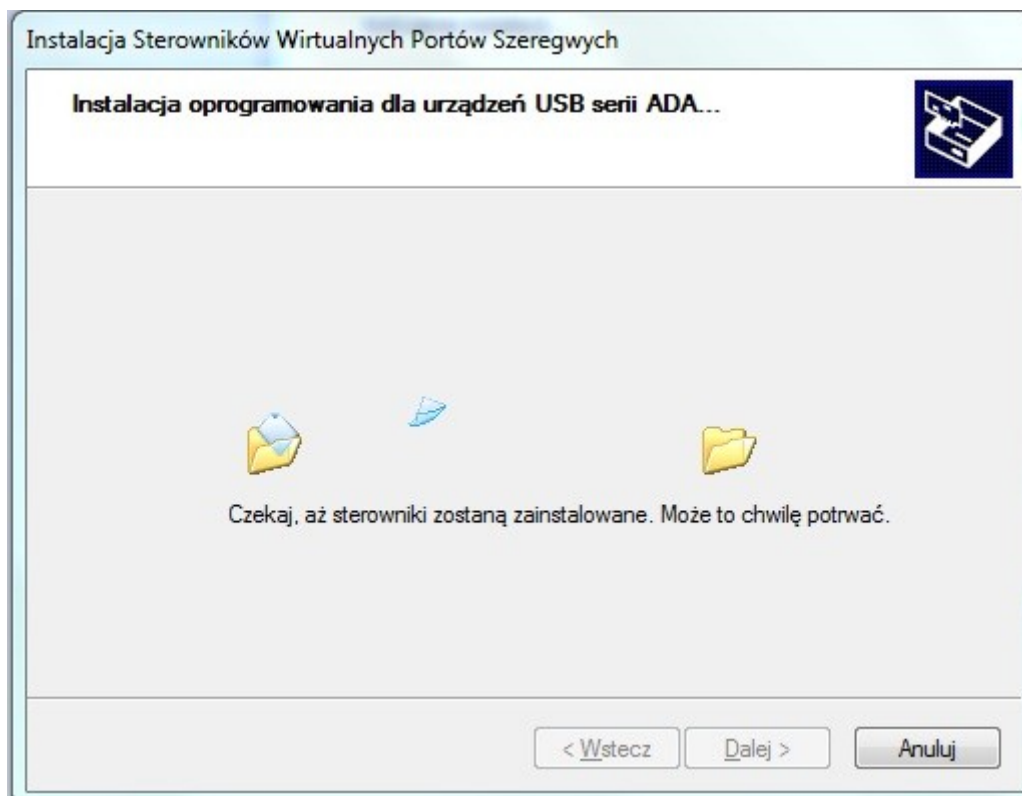 Instalacja Sterowników Wirtualnych Portów Szeregwych
Instalacja oprogramowania dla urządzeń USB serii ADA...
Czekaj, aż sterowniki zostaną zainstalowane. Może to chwilę potrwać.
< Wstecz Dalej > Anuluj